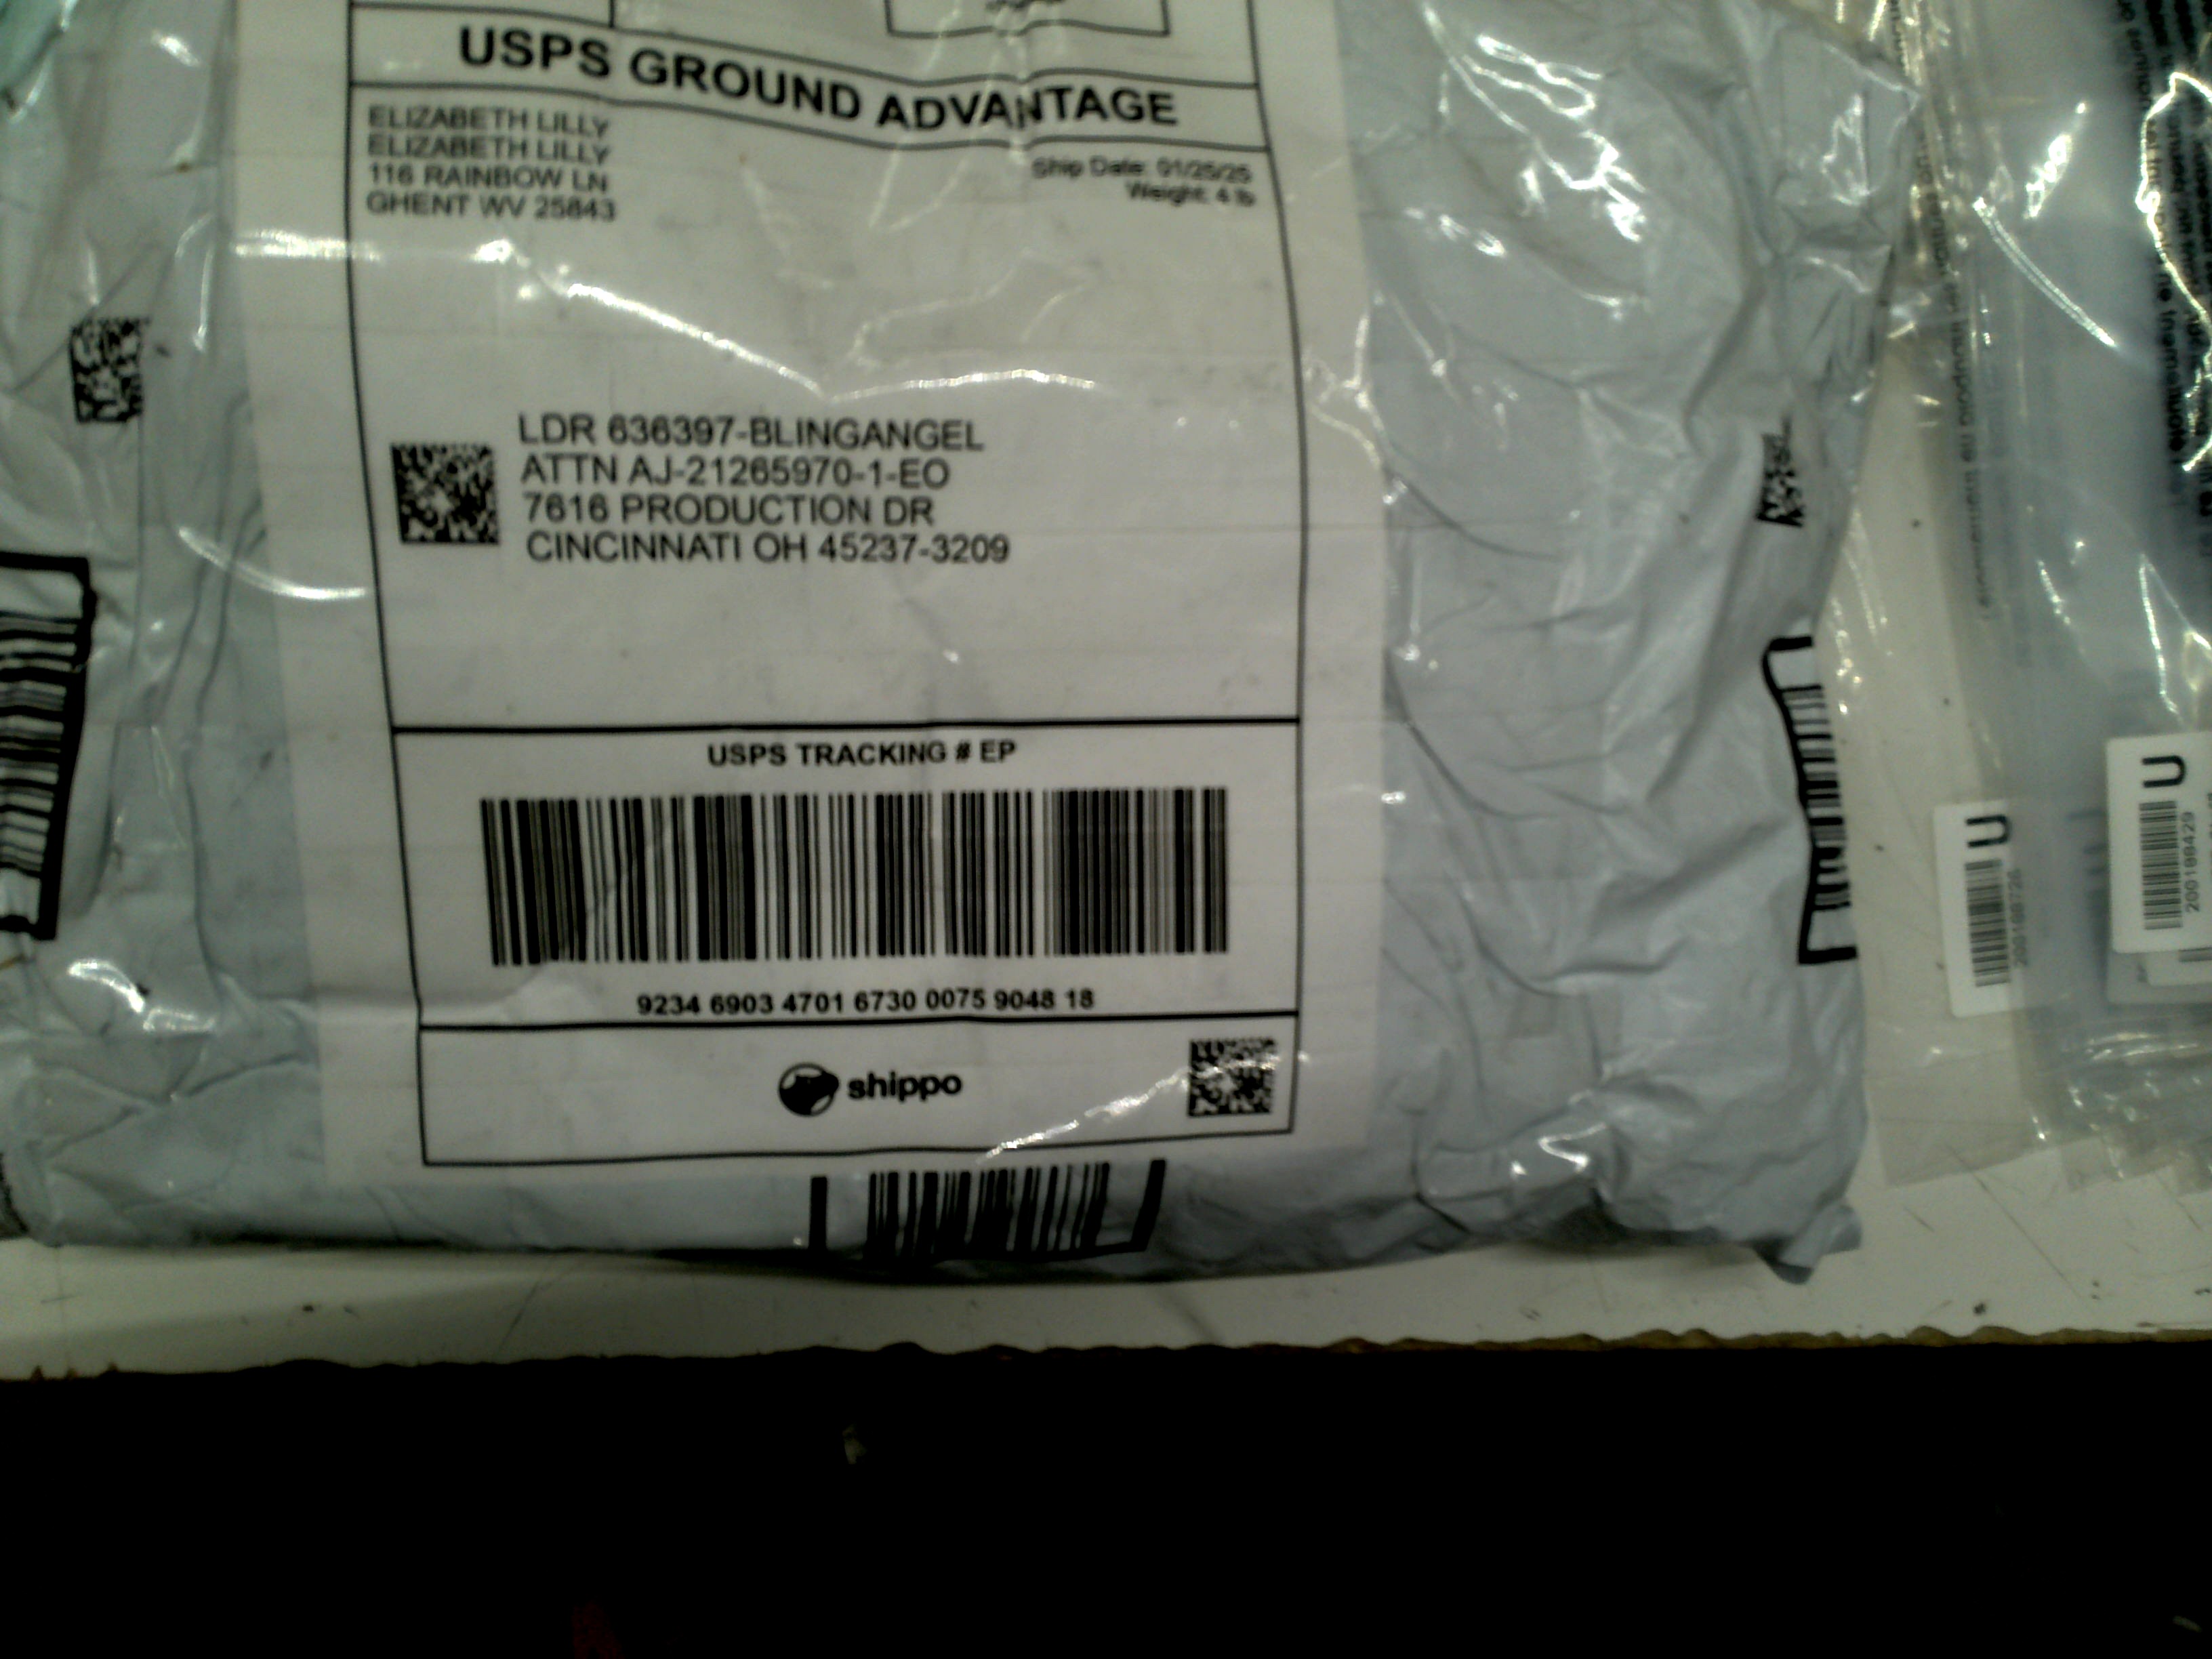 USPS GROUND ADVANTAGE
ELIZABETH LILLY
ELIZABETH LILLY
116 RAINBOW LN
GHENT WV 25843
Ship Date: 01/25/25
Weight: 4 lb
LDR 636397-BLINGANGEL
ATTN AJ-21265970-1-EO
7616 PRODUCTION DR
CINCINNATI OH 45237-3209
USPS TRACKING # EP
9234 6903 4701 6730 0075 9048 18
shippo
U
U
200188429